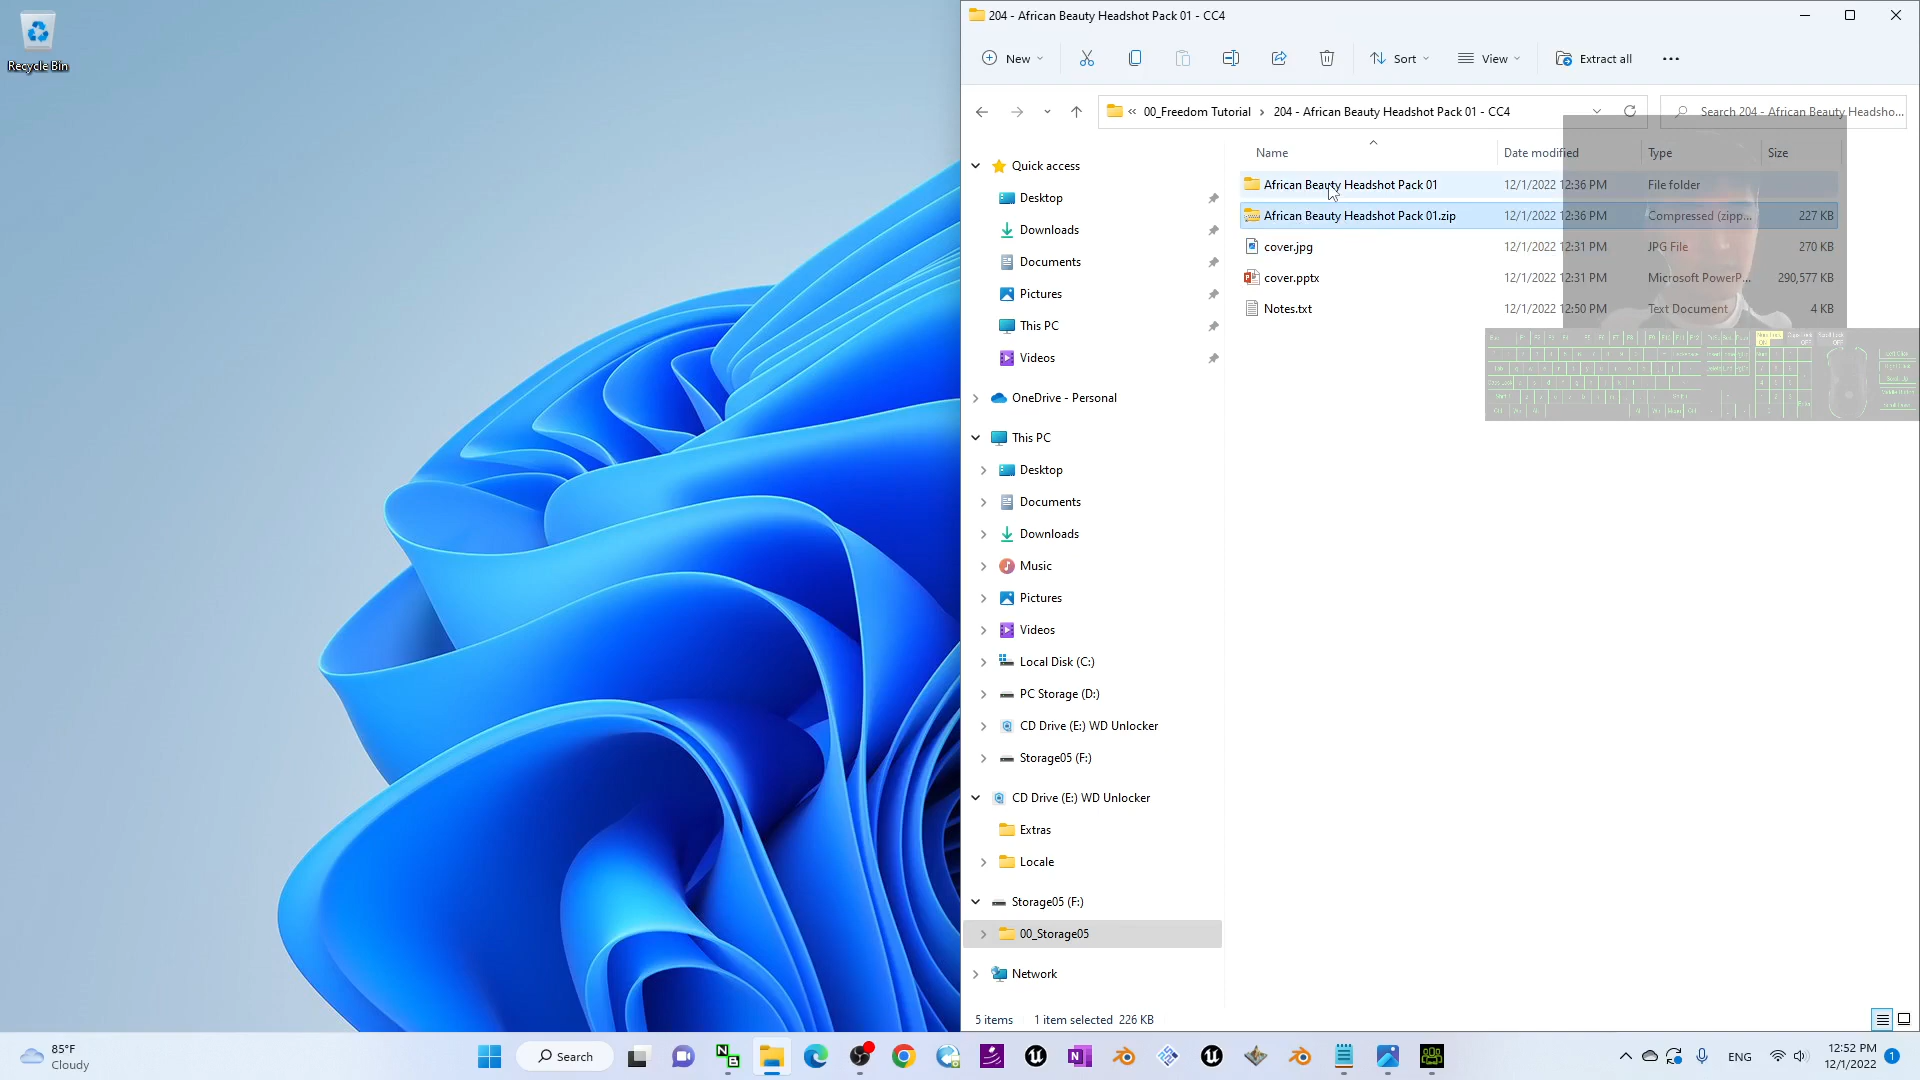 Recycle Bin
204 - African Beauty Headshot Pack 01 - CC4
New
Sort
View
Extract all
« 00_Freedom Tutorial > 204 - African Beauty Headshot Pack 01 - CC4
Search 204 - African Beauty Headsho...
Name Date modified Type Size
African Beauty Headshot Pack 01 12/1/2022 12:36 PM File folder
African Beauty Headshot Pack 01.zip 12/1/2022 12:36 PM Compressed (zipp... 227 KB
cover.jpg 12/1/2022 12:31 PM JPG File 270 KB
cover.pptx 12/1/2022 12:31 PM Microsoft PowerP... 290,577 KB
Notes.txt 12/1/2022 12:50 PM Text Document 4 KB
Quick access
Desktop
Downloads
Documents
Pictures
This PC
Videos
OneDrive - Personal
This PC
Desktop
Documents
Downloads
Music
Pictures
Videos
Local Disk (C:)
PC Storage (D:)
CD Drive (E:) WD Unlocker
Storage05 (F:)
CD Drive (E:) WD Unlocker
Extras
Locale
Storage05 (F:)
00_Storage05
Network
5 items 1 item selected 226 KB
85°F
Cloudy
Search
ENG
12:52 PM
12/1/2022
1